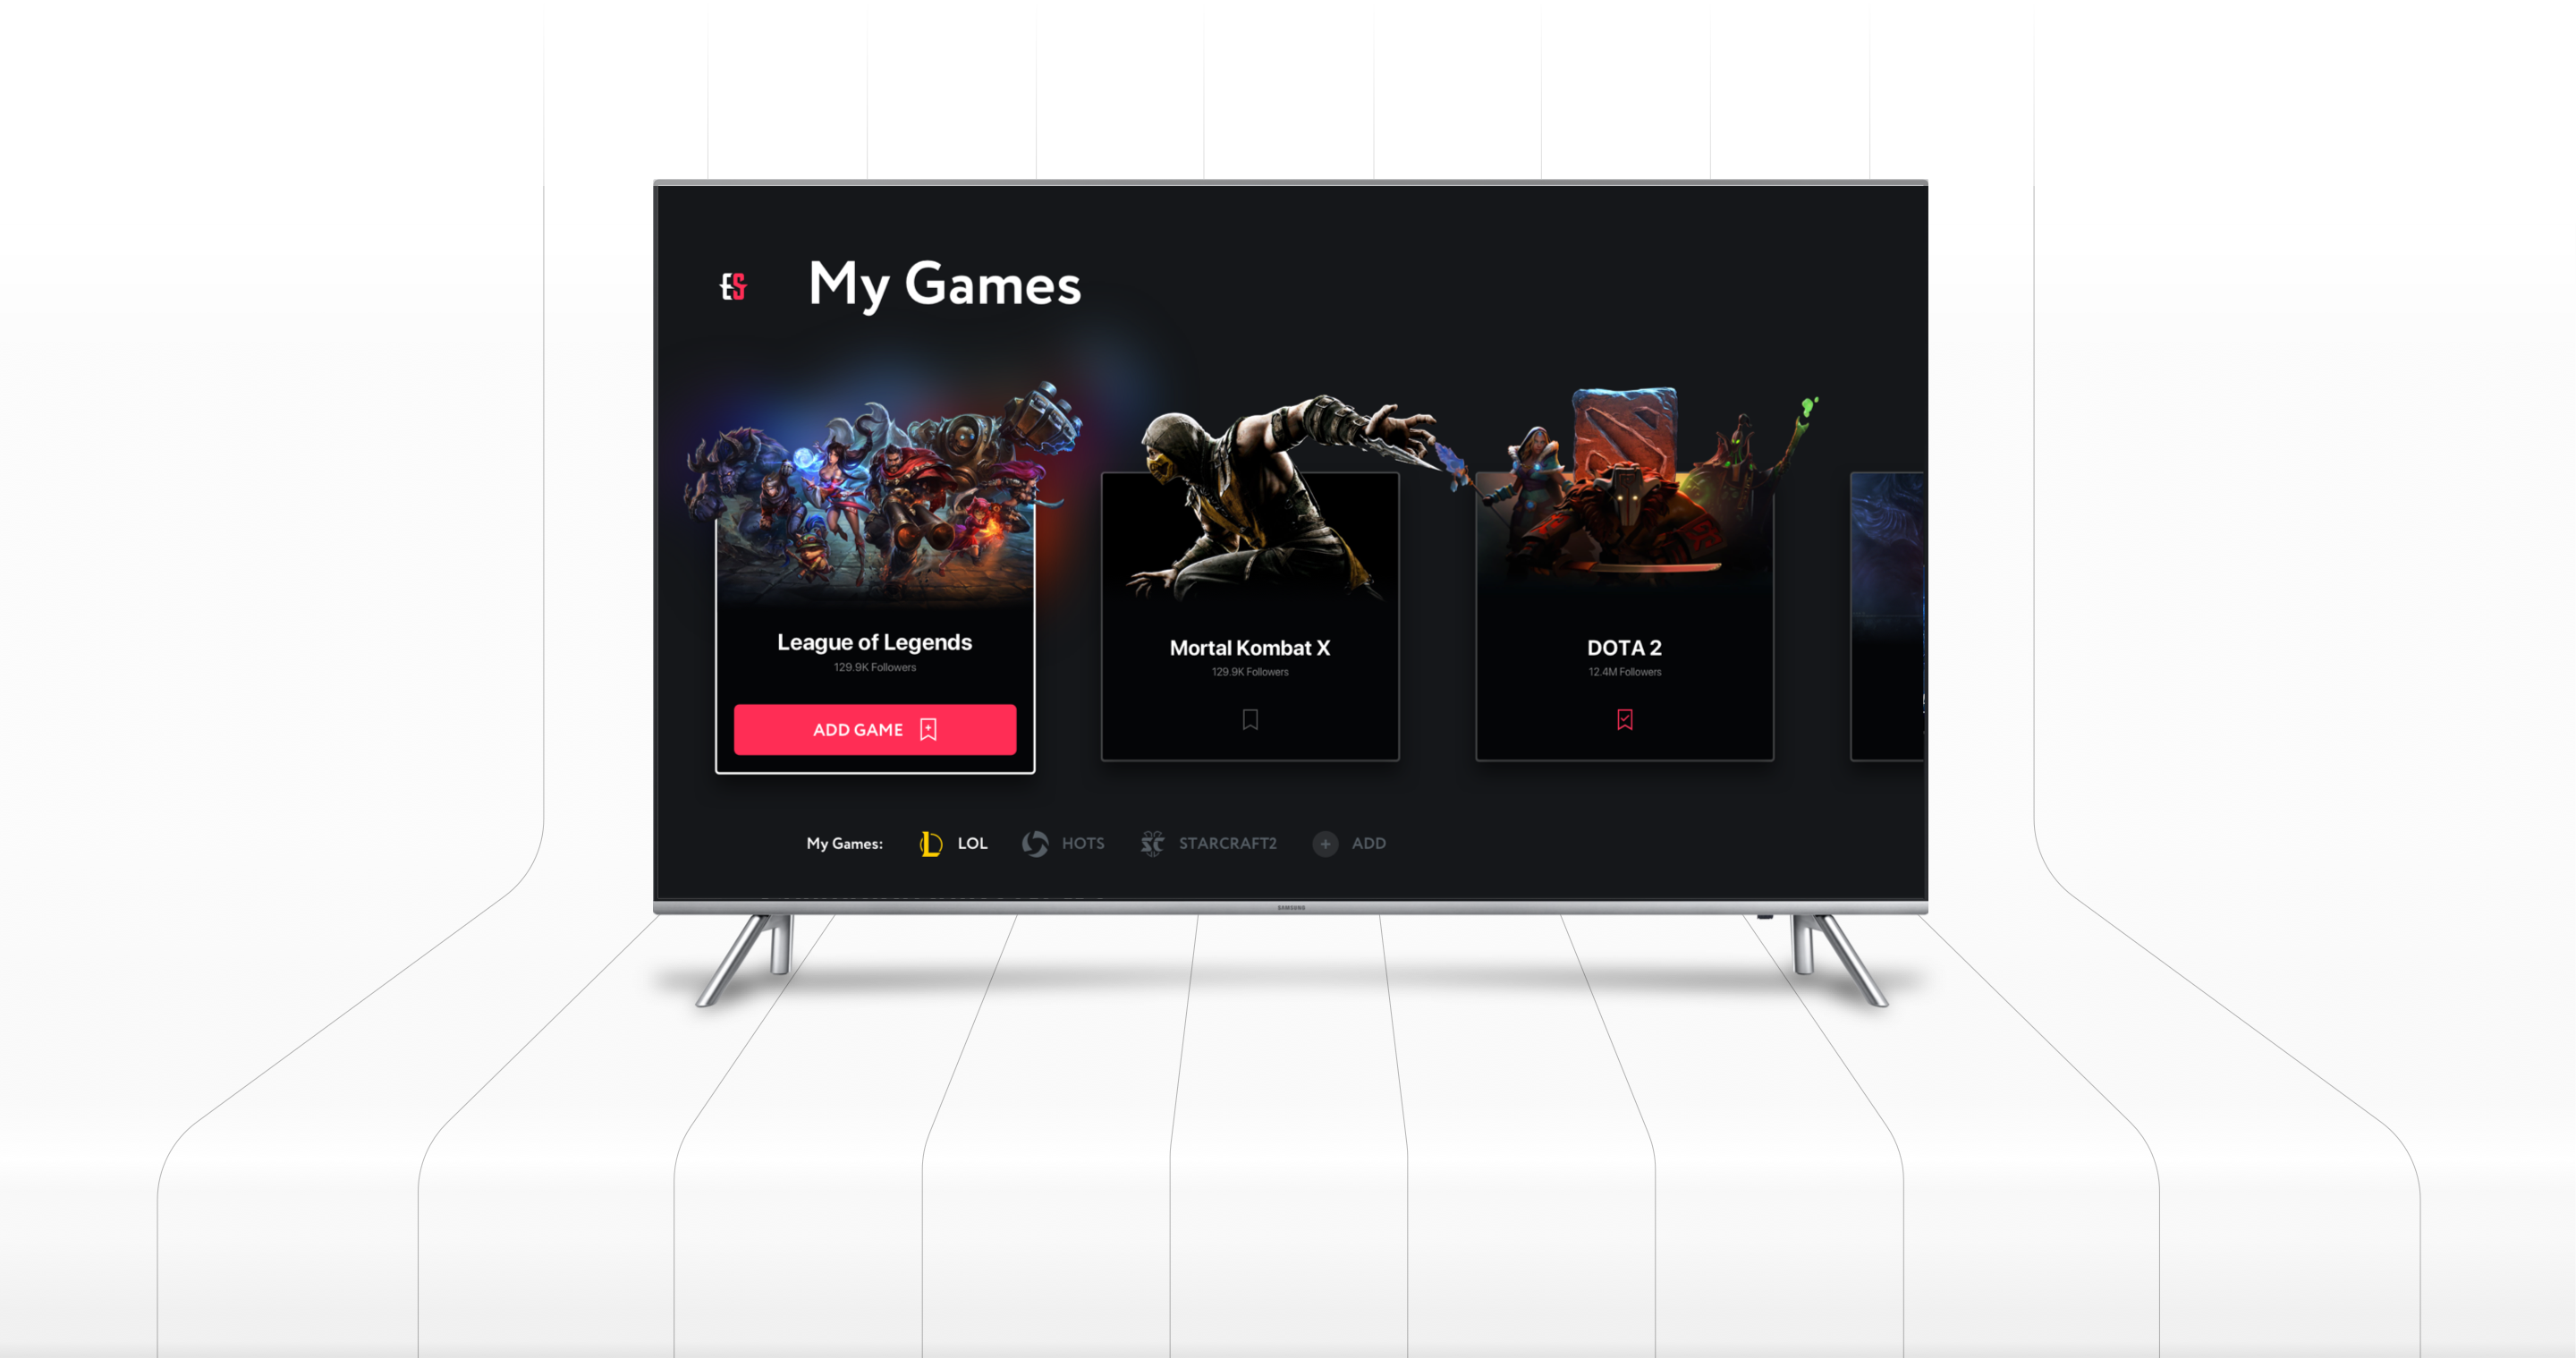 ES
My Games
League of Legends
129.9K Followers
ADD GAME
Mortal Kombat X
129.9K Followers
DOTA 2
12.4M Followers
My Games: LOL HOTS STARCRAFT2 + ADD
SAMSUNG